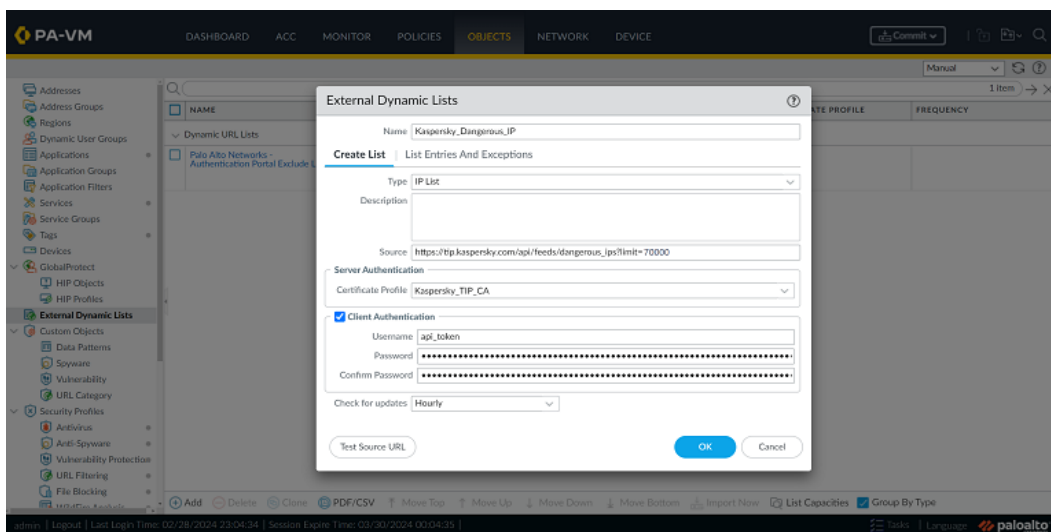 PA-VM
DASHBOARD ACC MONITOR POLICIES OBJECTS NETWORK DEVICE
Commit
Manual
Addresses
Address Groups
Regions
Dynamic User Groups
Applications
Application Groups
Application Filters
Services
Service Groups
Tags
Devices
GlobalProtect
HIP Objects
HIP Profiles
External Dynamic Lists
Custom Objects
Data Patterns
Spyware
Vulnerability
URL Category
Security Profiles
Antivirus
Anti-Spyware
Vulnerability Protection
URL Filtering
File Blocking
1 item
NAME
ATE PROFILE
FREQUENCY
Dynamic URL Lists
Palo Alto Networks -
Authentication Portal Exclude L
External Dynamic Lists
Name Kaspersky_Dangerous_IP
Create List | List Entries And Exceptions
Type IP List
Description
Source https://tip.kaspersky.com/api/feeds/dangerous_ips?limit=70000
Server Authentication
Certificate Profile Kaspersky_TIP_CA
Client Authentication
Username api_token
Password
Confirm Password
Check for updates Hourly
Test Source URL OK Cancel
Add Delete Clone PDF/CSV Move Top Move Up Move Down Move Bottom Import Now List Capacities Group By Type
admin | Logout | Last Login Time: 02/28/2024 23:04:34 | Session Expire Time: 03/30/2024 00:04:35 |
Tasks | Language paloalto